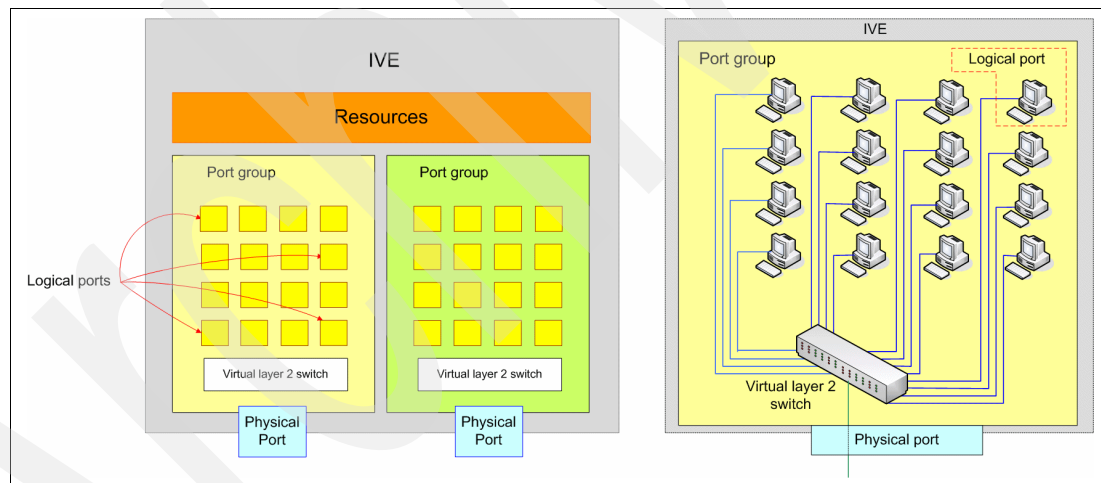 IVE
Resources
Port group
Port group
Logical ports
Virtual layer 2 switch
Virtual layer 2 switch
Physical
Port
Physical
Port
IVE
Port group
Logical port
Virtual layer 2
switch
Physical port